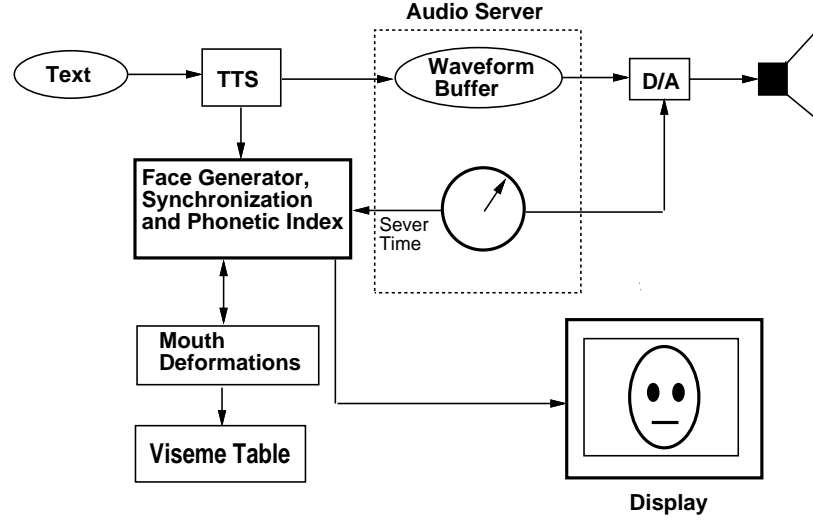 Audio Server
Text
TTS
Waveform
Buffer
D/A
Face Generator,
Synchronization
and Phonetic Index
Sever
Time
Mouth
Deformations
Viseme Table
Display